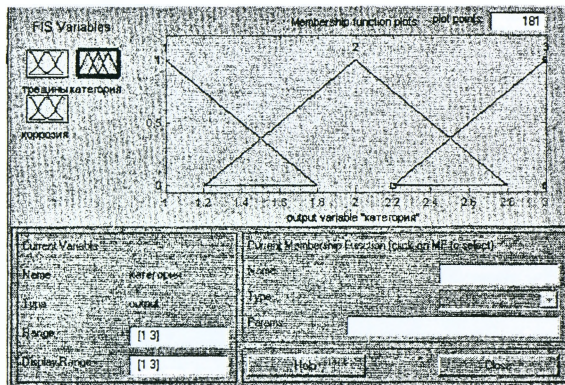 FIS Variables
Membership function plots plot points: 181
1 2 3
трещины категория
коррозия
1
0.5
0
1 1.2 1.4 1.6 1.8 2 2.2 2.4 2.6 2.8 3
output variable "категория"
Current Variable
Name категория
Type output
Range [1 3]
Display Range [1 3]
Current Membership Function (click on MF to select)
Name
Type
Params
Help Close